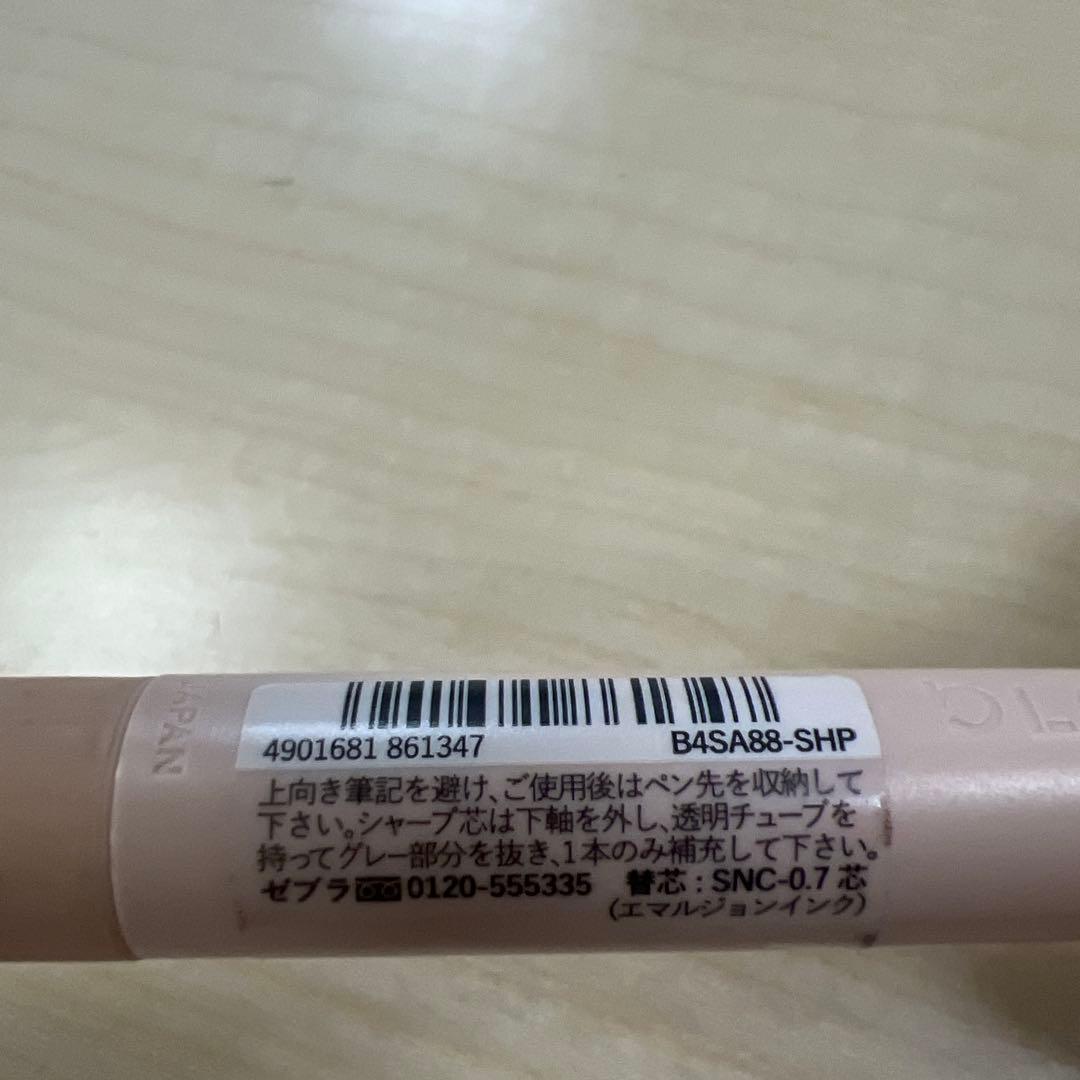 JAPAN
4901681 861347
B4SA88-SHP
上向き筆記を避け、ご使用後はペン先を収納して
下さい。シャープ芯は下軸を外し、透明チューブを
持ってグレー部分を抜き、1本のみ補充して下さい。
ゼブラ 0120-555335 替芯 : SNC-0.7 芯
(エマルジョンインク)